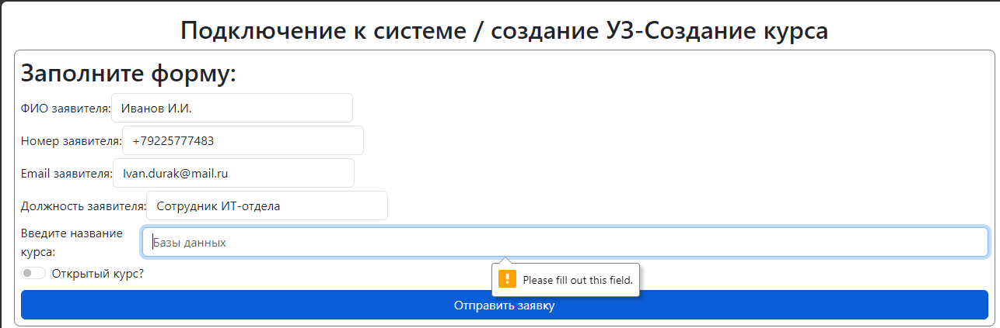 Подключение к системе / создание УЗ-Создание курса
Заполните форму:
ФИО заявителя: Иванов И.И.
Номер заявителя: +79225777483
Email заявителя: Ivan.durak@mail.ru
Должность заявителя: Сотрудник ИТ-отдела
Введите название
курса:
Базы данных
Открытый курс?
Please fill out this field.
Отправить заявку